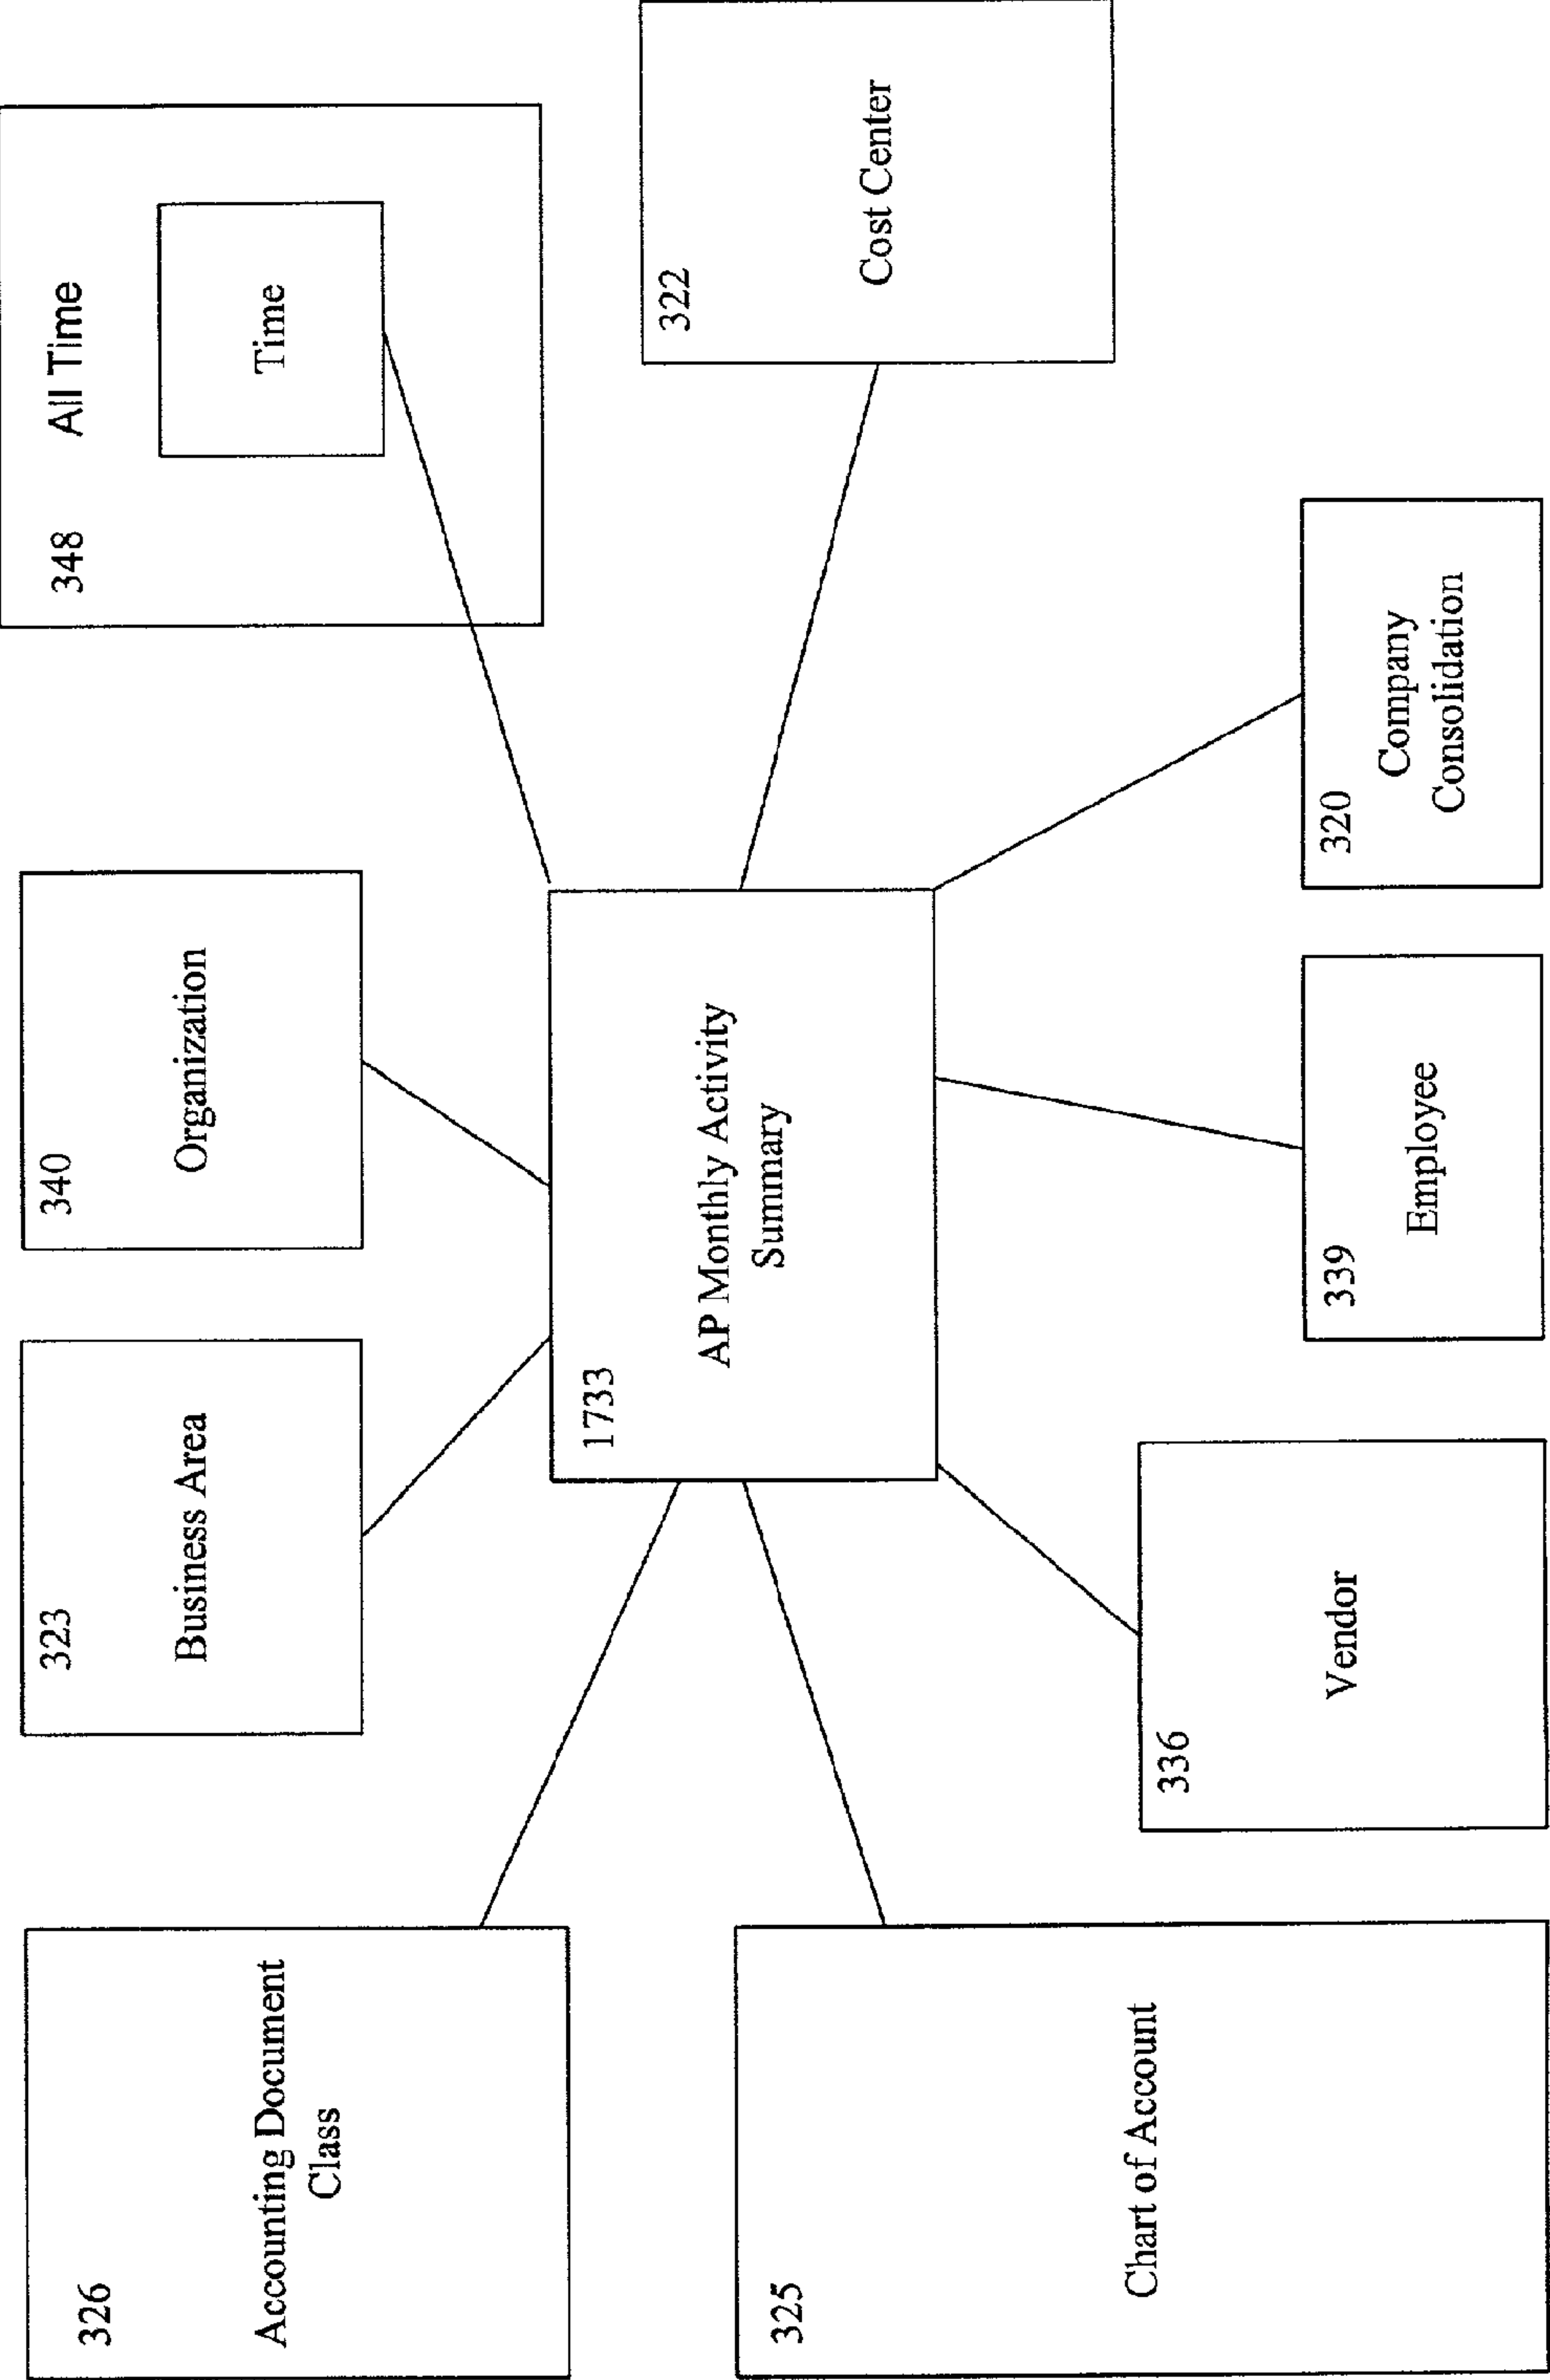 326
Accounting Document
Class
323
Business Area
340
Organization
348
All Time
Time
1733
AP Monthly Activity
Summary
322
Cost Center
325
Chart of Account
336
Vendor
339
Employee
320
Company
Consolidation